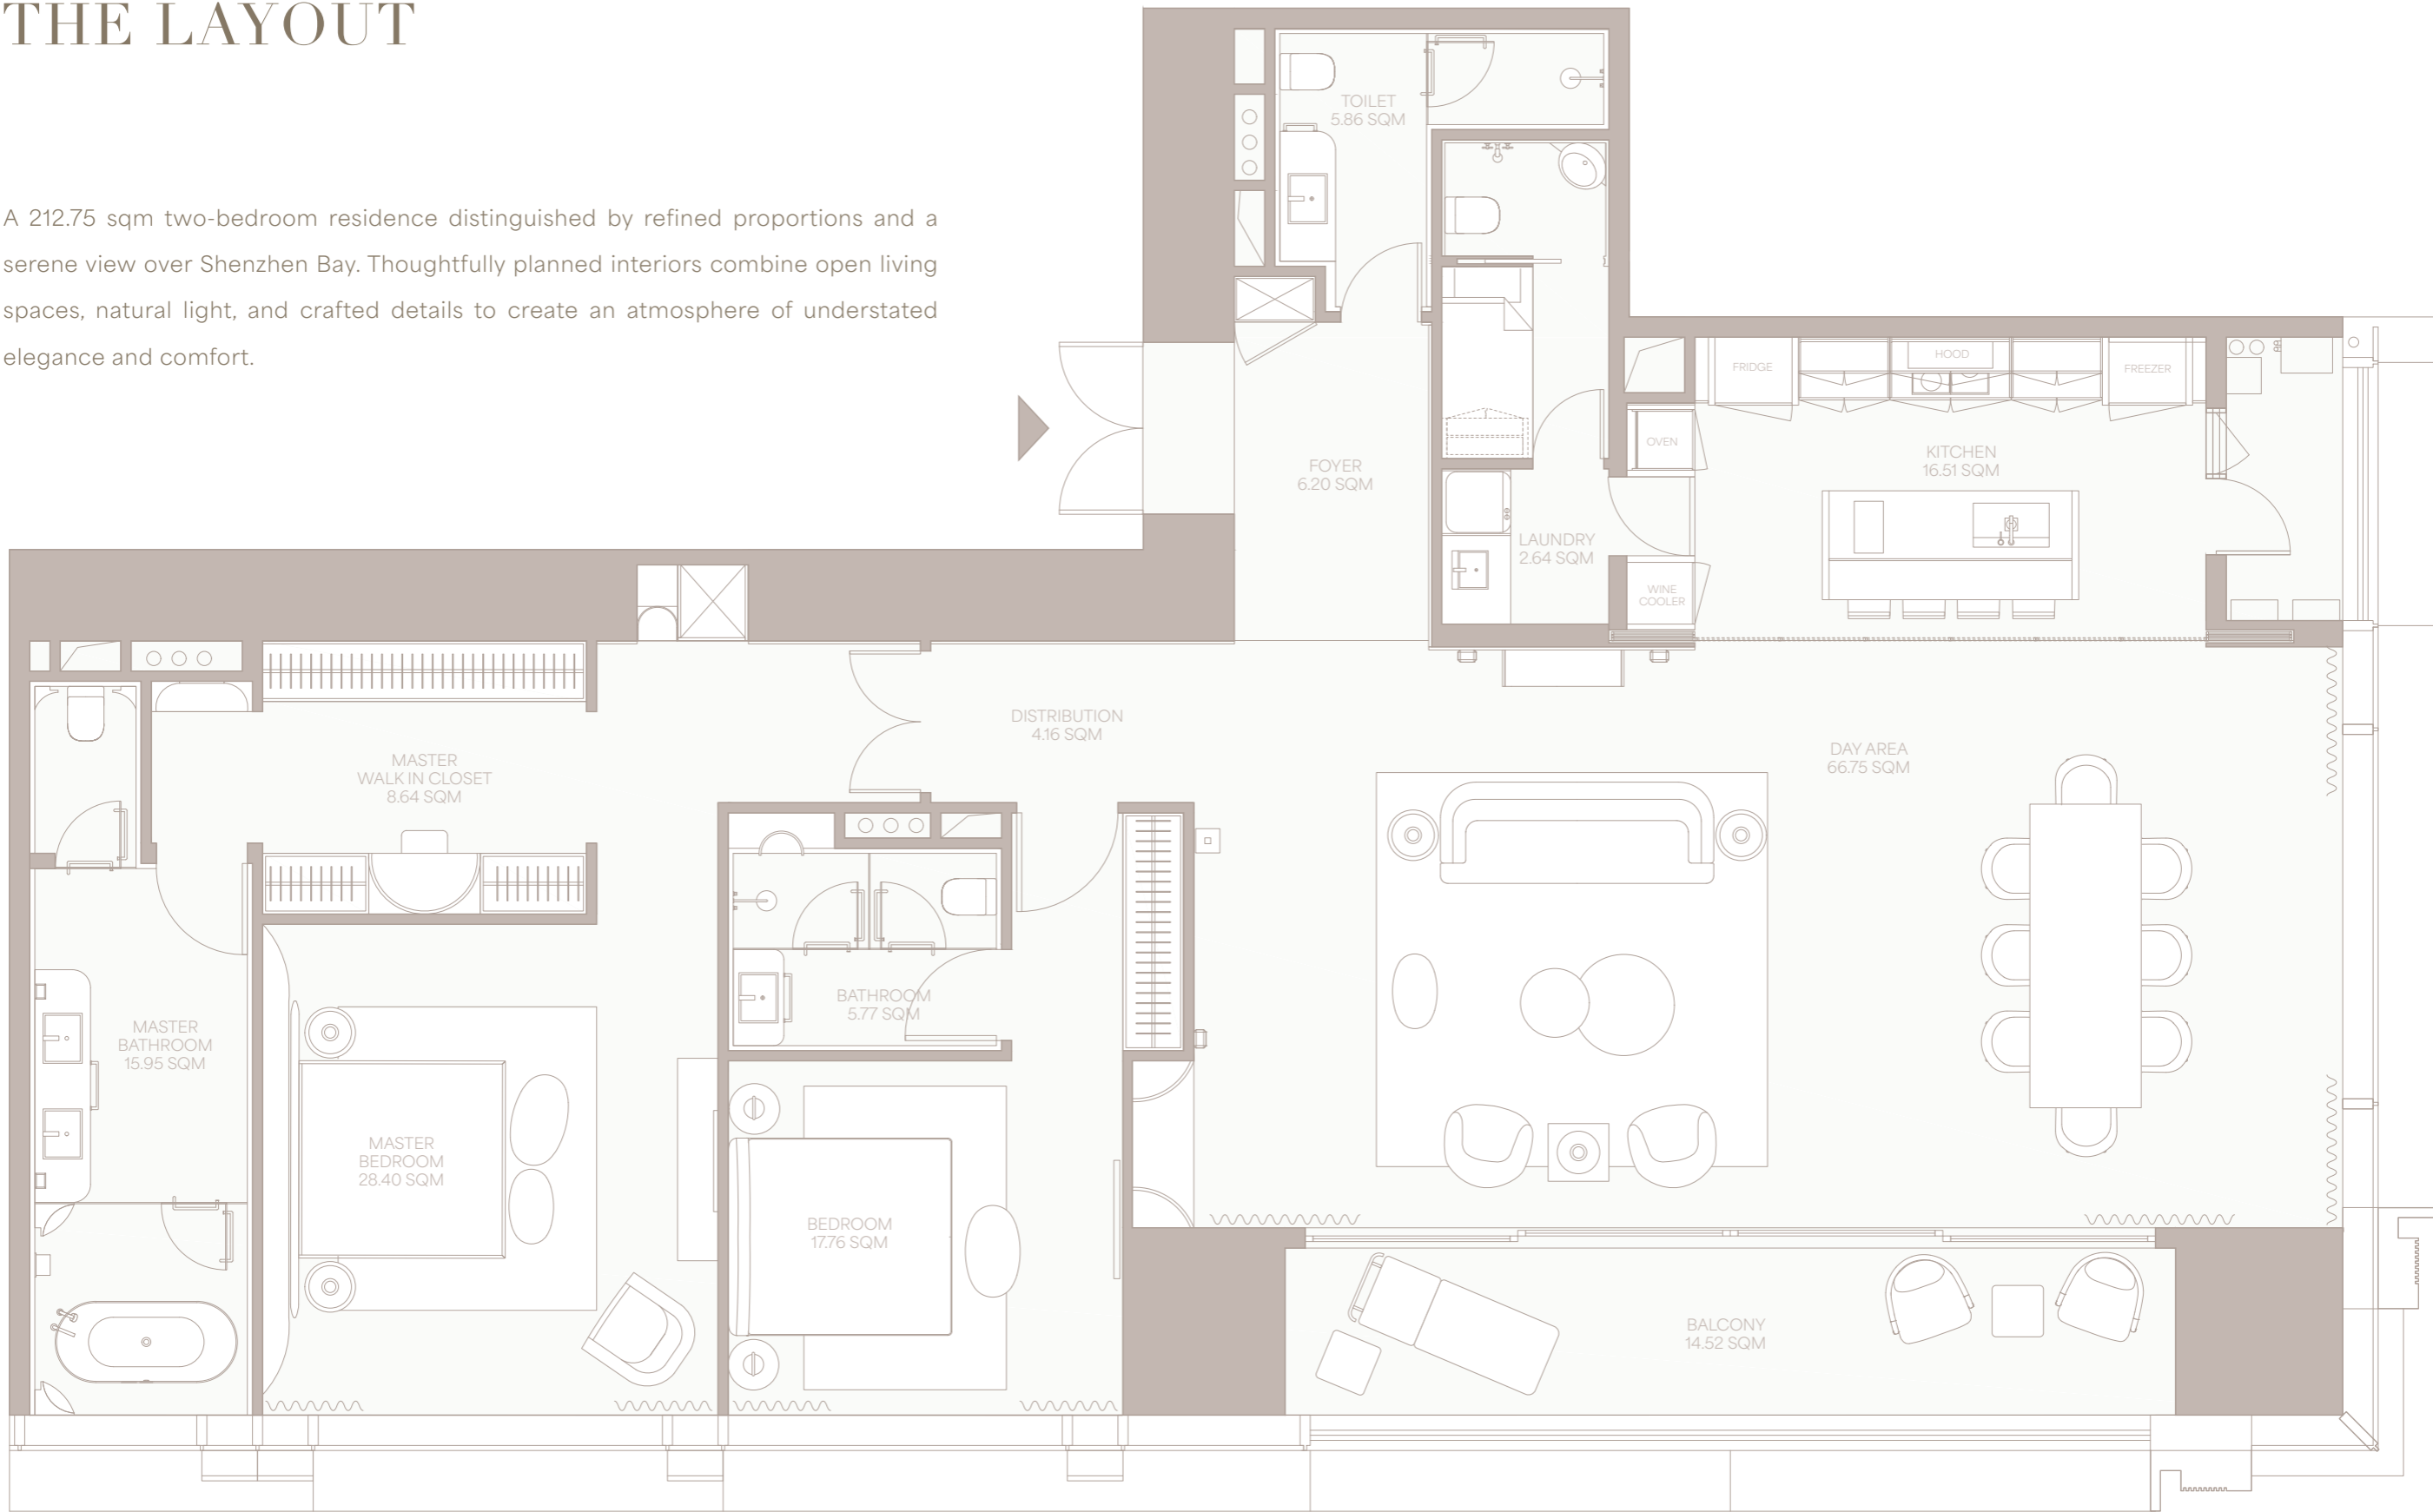 THE LAYOUT
A 212.75 sqm two-bedroom residence distinguished by refined proportions and a
serene view over Shenzhen Bay. Thoughtfully planned interiors combine open living
spaces, natural light, and crafted details to create an atmosphere of understated
elegance and comfort.
TOILET
5.86 SQM
FRIDGE
HOOD
FREEZER
OVEN
KITCHEN
16.51 SQM
FOYER
6.20 SQM
LAUNDRY
2.64 SQM
WINE
COOLER
DISTRIBUTION
4.16 SQM
DAY AREA
66.75 SQM
MASTER
WALK IN CLOSET
8.64 SQM
BATHROOM
5.77 SQM
MASTER
BATHROOM
15.95 SQM
MASTER
BEDROOM
28.40 SQM
BEDROOM
17.76 SQM
BALCONY
14.52 SQM